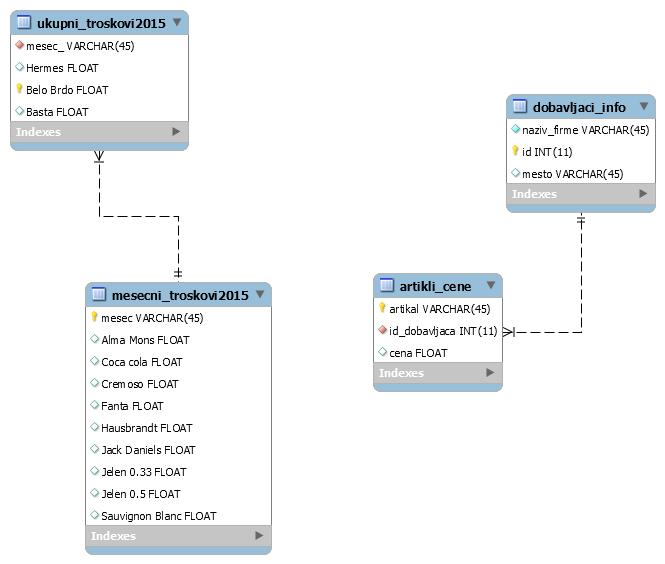 ukupni_troskovi2015
mesec_ VARCHAR(45)
Hermes FLOAT
Belo Brdo FLOAT
Basta FLOAT
Indexes
dobavljaci_info
naziv_firme VARCHAR(45)
id INT(11)
mesto VARCHAR(45)
Indexes
mesecni_troskovi2015
mesec VARCHAR(45)
Alma Mons FLOAT
Coca cola FLOAT
Cremoso FLOAT
Fanta FLOAT
Hausbrandt FLOAT
Jack Daniels FLOAT
Jelen 0.33 FLOAT
Jelen 0.5 FLOAT
Sauvignon Blanc FLOAT
Indexes
artikli_cene
artikal VARCHAR(45)
id_dobavljaca INT(11)
cena FLOAT
Indexes